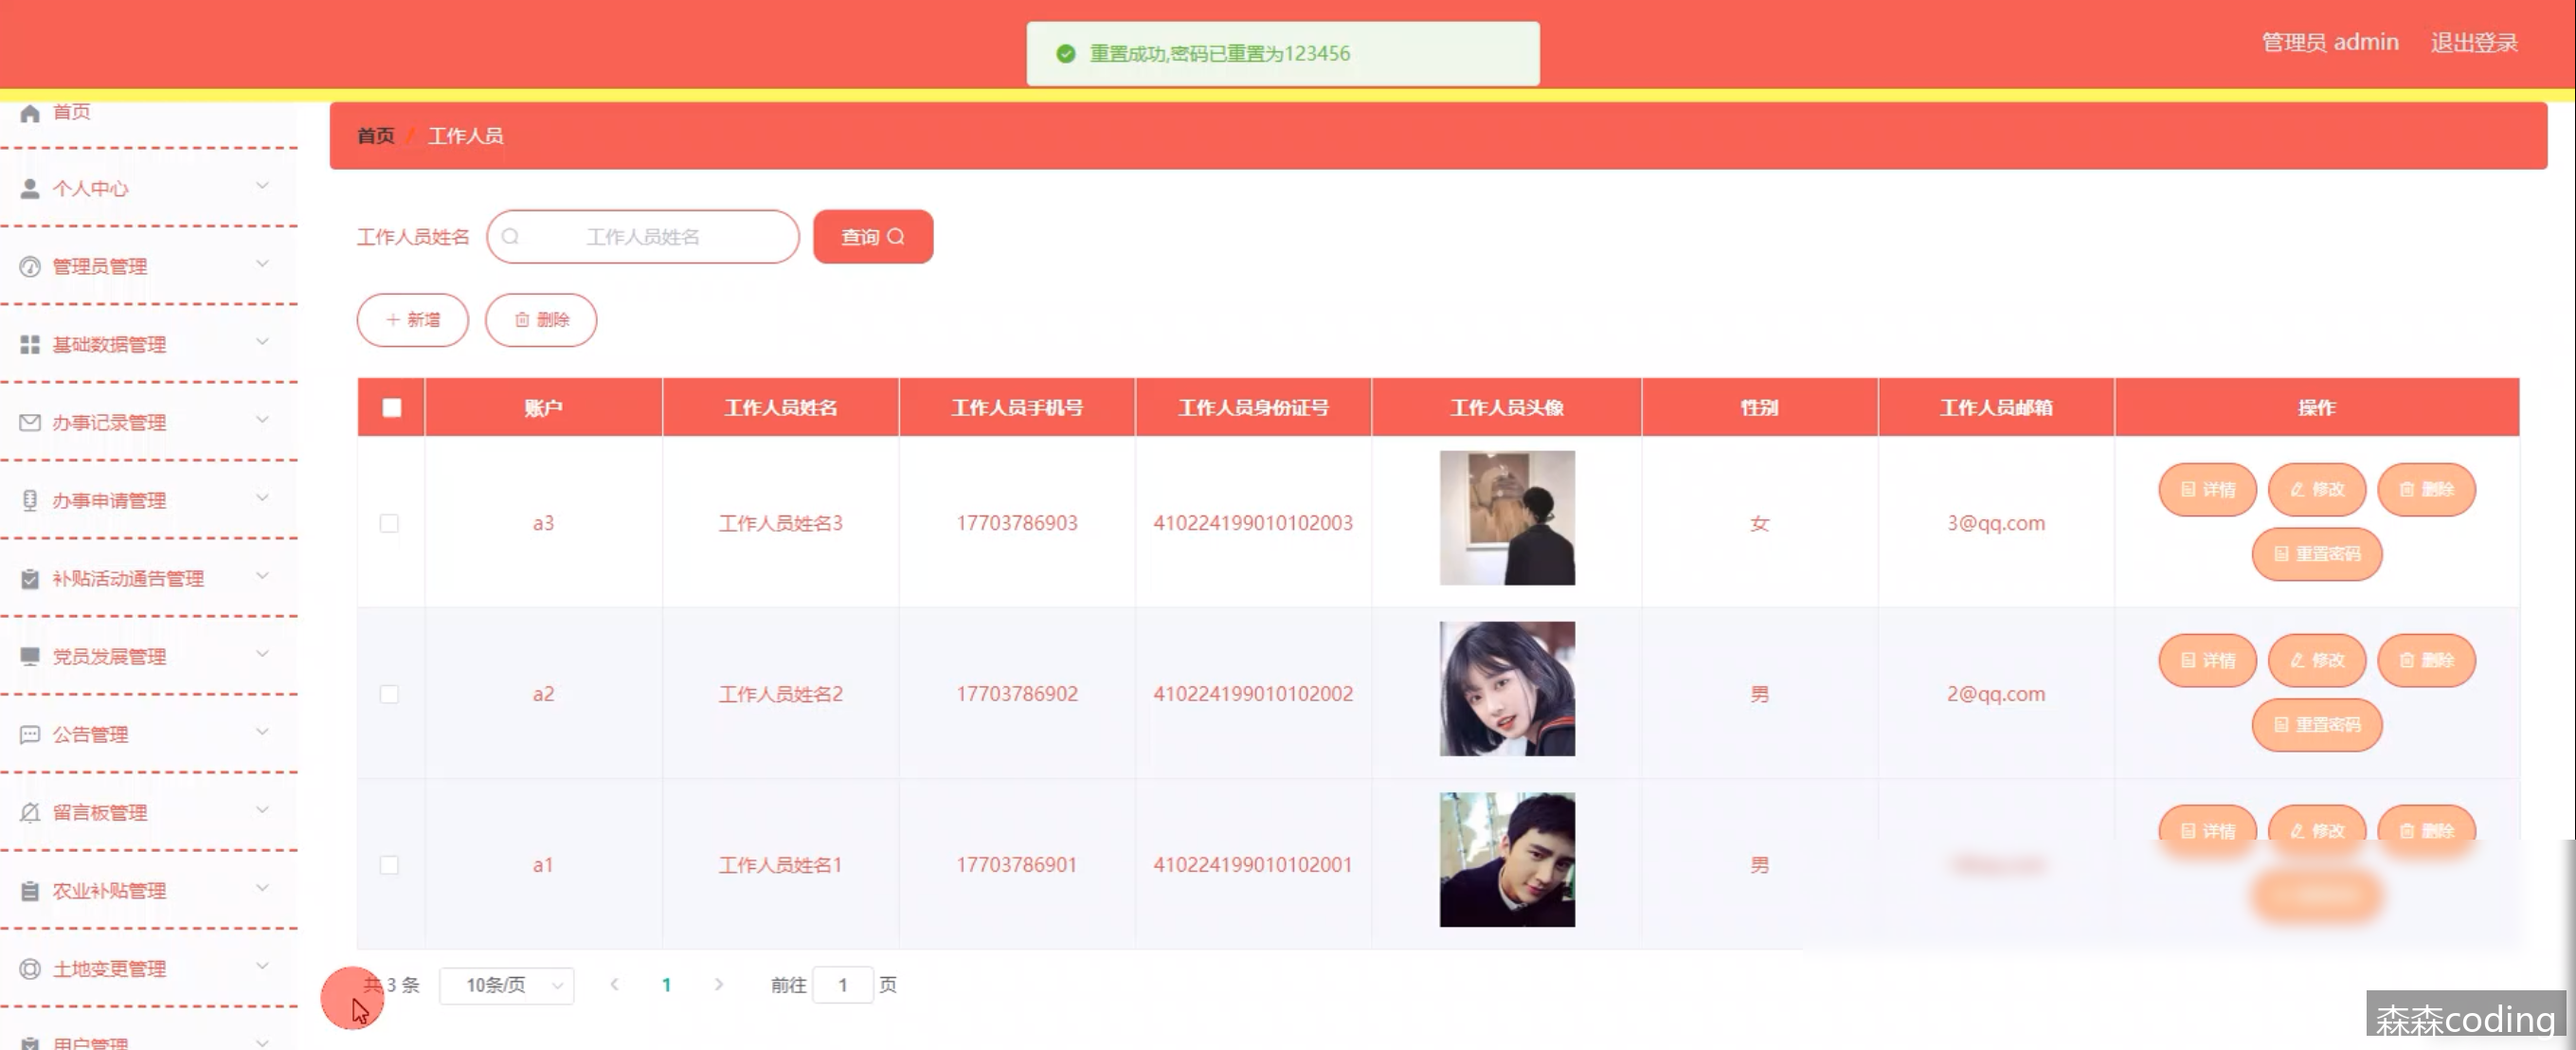 重置成功,密码已重置为123456
管理员 admin 退出登录
首页
首页 / 工作人员
个人中心
管理员管理
基础数据管理
办事记录管理
办事申请管理
补贴活动通告管理
党员发展管理
公告管理
留言板管理
农业补贴管理
土地变更管理
用户管理
工作人员姓名 工作人员姓名 查询
新增 删除
账户 工作人员姓名 工作人员手机号 工作人员身份证号 工作人员头像 性别 工作人员邮箱 操作
a3 工作人员姓名3 17703786903 410224199010102003 女 3@qq.com 详情 修改 删除
重置密码
a2 工作人员姓名2 17703786902 410224199010102002 男 2@qq.com 详情 修改 删除
重置密码
a1 工作人员姓名1 17703786901 410224199010102001 男 详情 修改 删除
共 3 条 10条/页 1 前往 1 页
森森coding